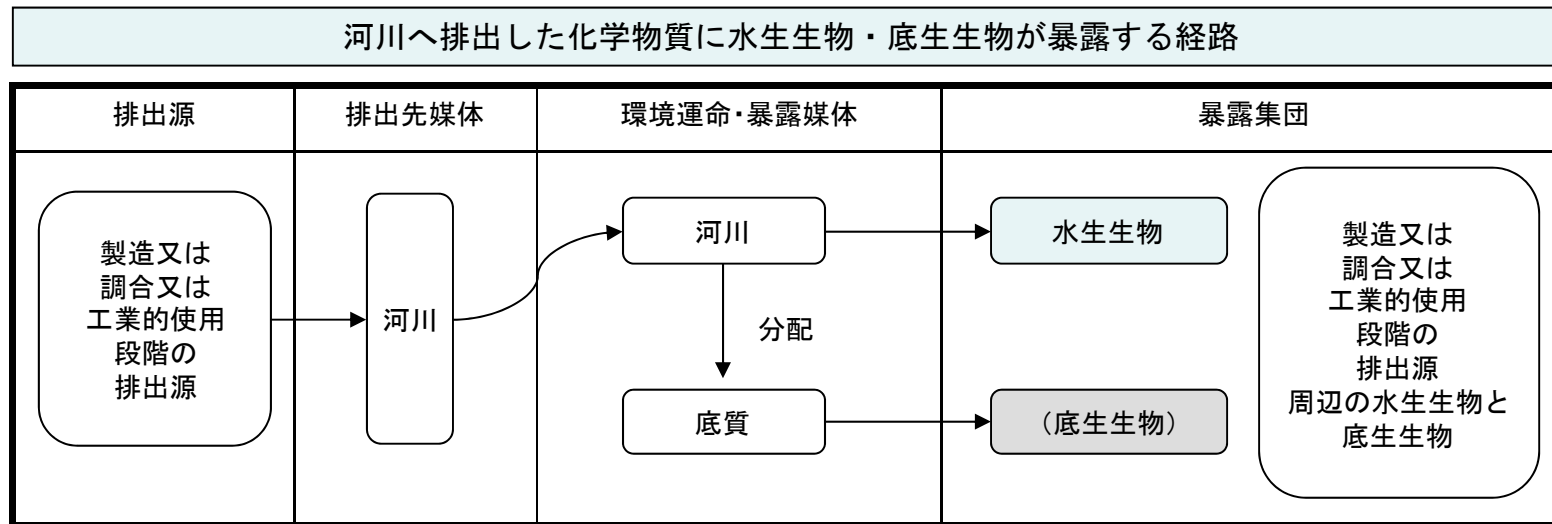 河川へ排出した化学物質に水生生物・底生生物が暴露する経路
排出源
排出先媒体
環境運命・暴露媒体
暴露集団
製造又は
調合又は
工業的使用
段階の
排出源
河川
河川
分配
底質
水生生物
（底生生物）
製造又は
調合又は
工業的使用
段階の
排出源
周辺の水生生物と
底生生物